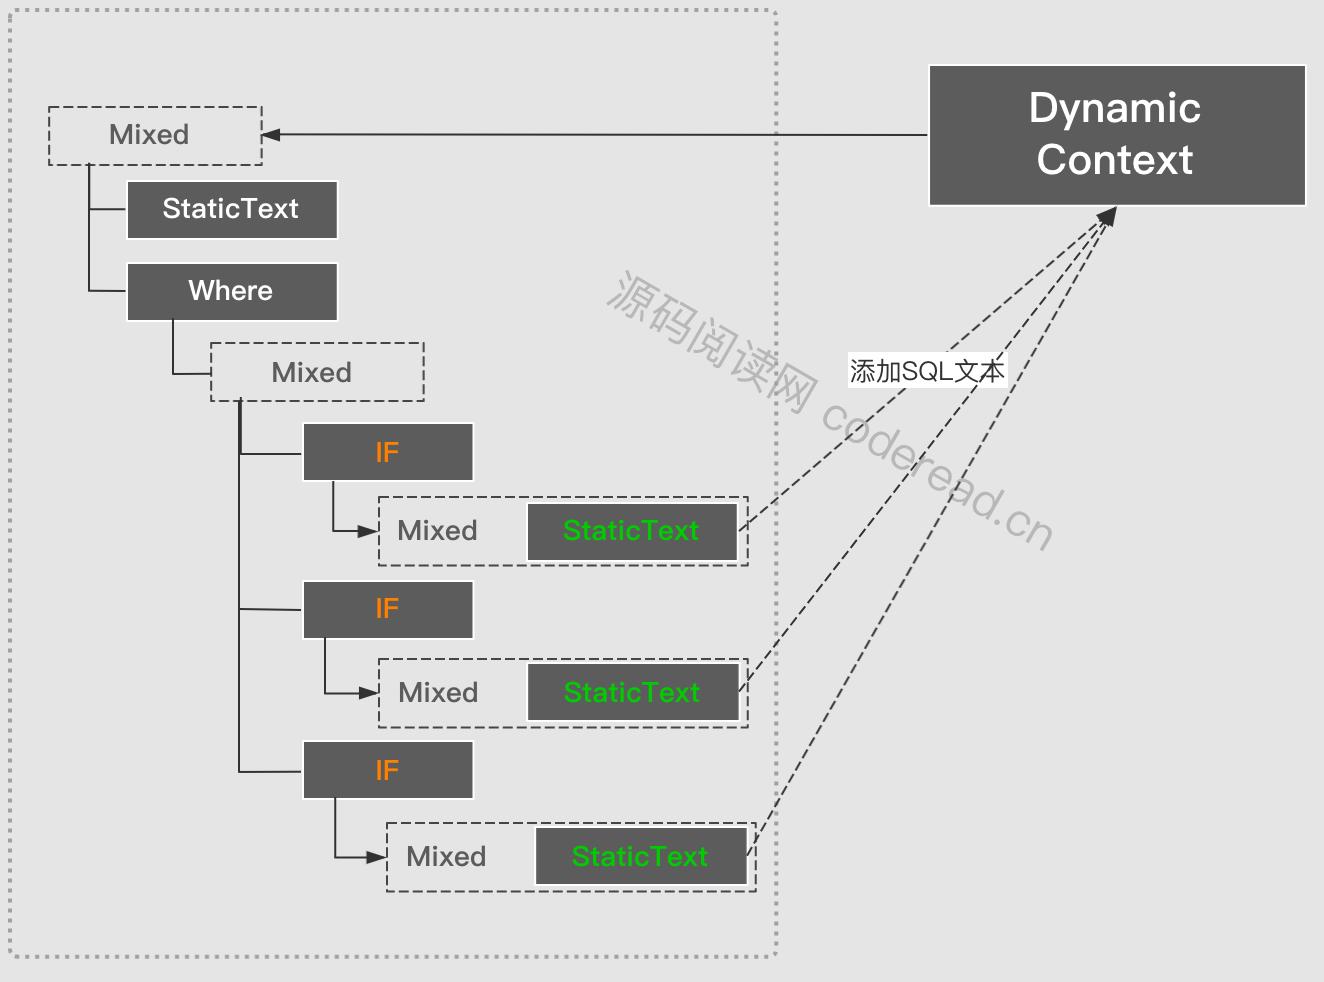 Dynamic
Context
Mixed
StaticText
Where
源码阅读网 coderead.cn
添加SQL文本
Mixed
IF
Mixed
StaticText
IF
Mixed
StaticText
IF
Mixed
StaticText